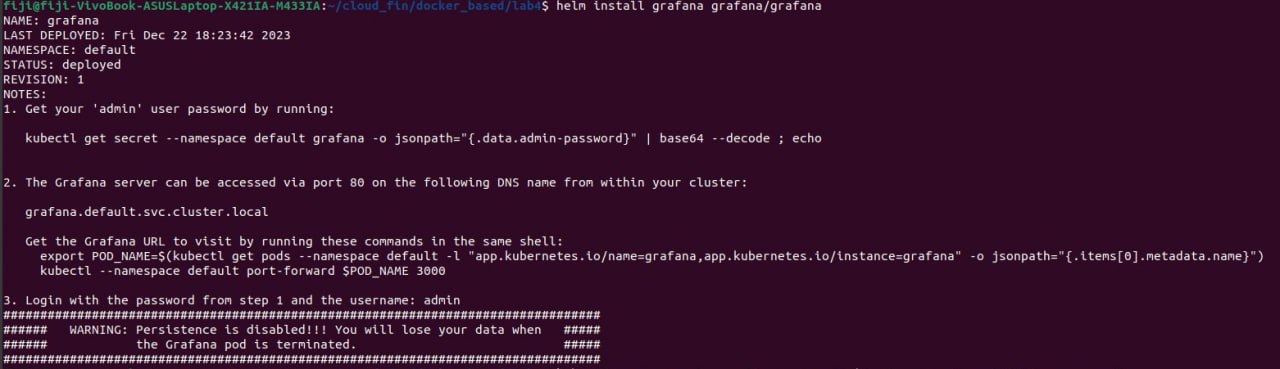 fiji@fiji-VivoBook-ASUSLaptop-X421IA-M433IA:~/cloud_fin/docker_based/lab4$ helm install grafana grafana/grafana
NAME: grafana
LAST DEPLOYED: Fri Dec 22 18:23:42 2023
NAMESPACE: default
STATUS: deployed
REVISION: 1
NOTES:
1. Get your 'admin' user password by running:
kubectl get secret --namespace default grafana -o jsonpath="{.data.admin-password}" | base64 --decode ; echo
2. The Grafana server can be accessed via port 80 on the following DNS name from within your cluster:
grafana.default.svc.cluster.local
Get the Grafana URL to visit by running these commands in the same shell:
export POD_NAME=$(kubectl get pods --namespace default -l "app.kubernetes.io/name=grafana,app.kubernetes.io/instance=grafana" -o jsonpath="{.items[0].metadata.name}")
kubectl --namespace default port-forward $POD_NAME 3000
3. Login with the password from step 1 and the username: admin
#################################################################################
######   WARNING: Persistence is disabled!!! You will lose your data when   #####
######            the Grafana pod is terminated.                            #####
#################################################################################